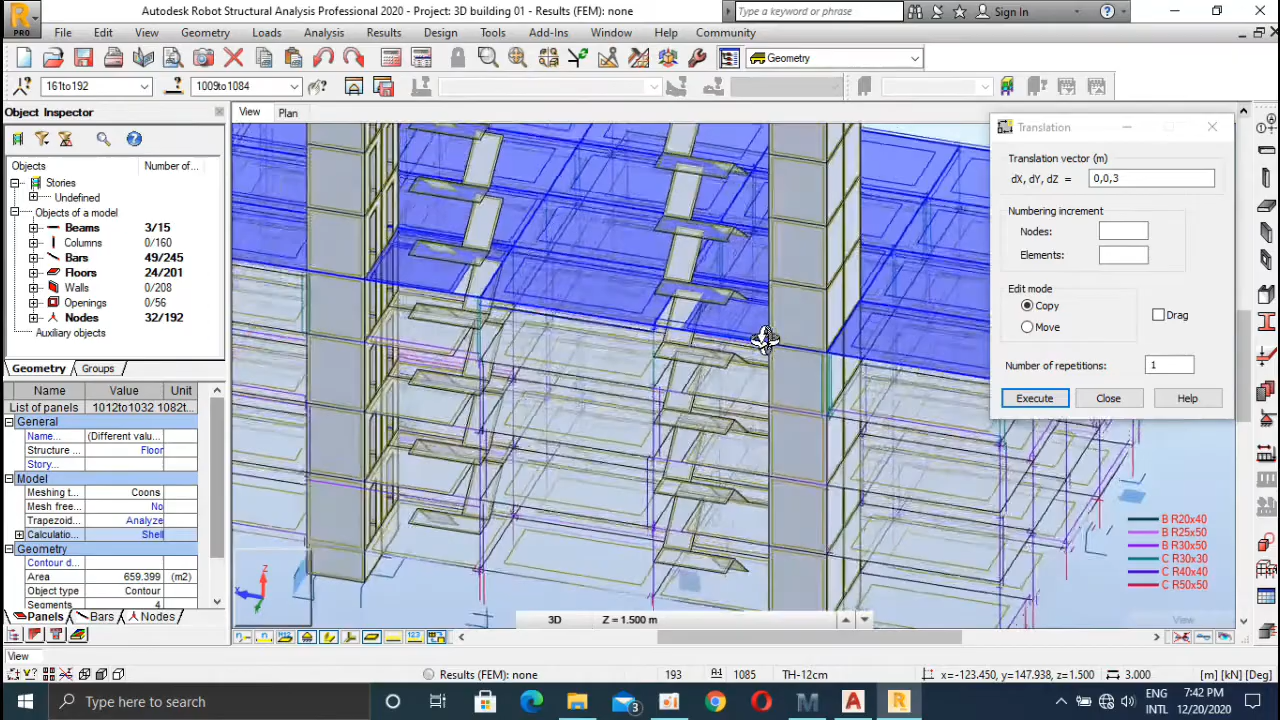 Autodesk Robot Structural Analysis Professional 2020 - Project: 3D building 01 - Results (FEM): none
Type a keyword or phrase
Sign In
PRO
File Edit View Geometry Loads Analysis Results Design Tools Add-Ins Window Help Community
Geometry
161to192
1009to1084
Object Inspector
View
Plan
Objects
Number of...
Stories
Undefined
Objects of a model
Beams 3/15
Columns 0/160
Bars 49/245
Floors 24/201
Walls 0/208
Openings 0/56
Nodes 32/192
Auxiliary objects
Geometry
Groups
Name Value Unit
List of panels 1012to1032 1082t...
General
Name... (Different valu...
Structure ... Floor
Story...
Model
Meshing t... Coons
Mesh free... No
Trapezoid... Analyze
Calculatio... Shell
Geometry
Contour d...
Area 659.399 (m2)
Object type Contour
Segments 4
Panels
Bars
Nodes
Translation
Translation vector (m)
dX, dY, dZ = 0,0,3
Numbering increment
Nodes:
Elements:
Edit mode
Copy
Move
Drag
Number of repetitions: 1
Execute
Close
Help
B R20x40
B R25x50
B R30x50
C R30x30
C R40x40
C R50x50
View
3D
Z = 1.500 m
View
Results (FEM): none
193
1085
TH-12cm
x=-123.450, y=147.938, z=1.500
3.000
[m] [kN] [Deg]
Type here to search
3
ENG
INTL
7:42 PM
12/20/2020